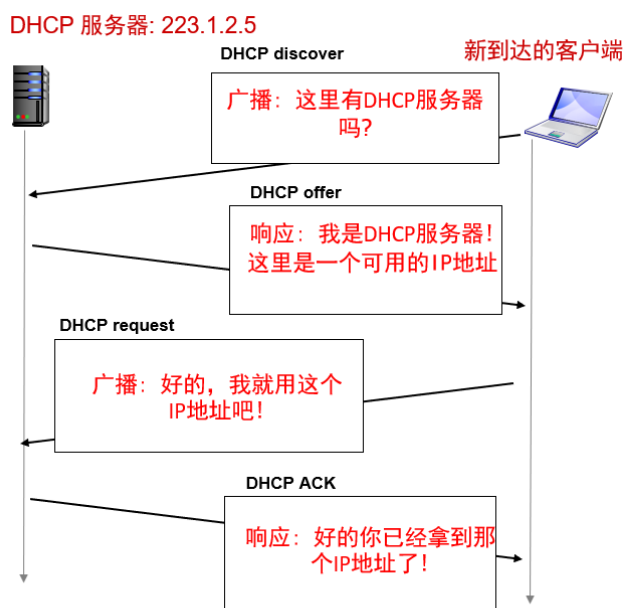 DHCP 服务器: 223.1.2.5
DHCP discover
新到达的客户端
广播：这里有DHCP服务器
吗?
DHCP offer
响应：我是DHCP服务器!
这里是一个可用的IP地址
DHCP request
广播：好的，我就用这个
IP地址吧!
DHCP ACK
响应：好的你已经拿到那
个IP地址了!